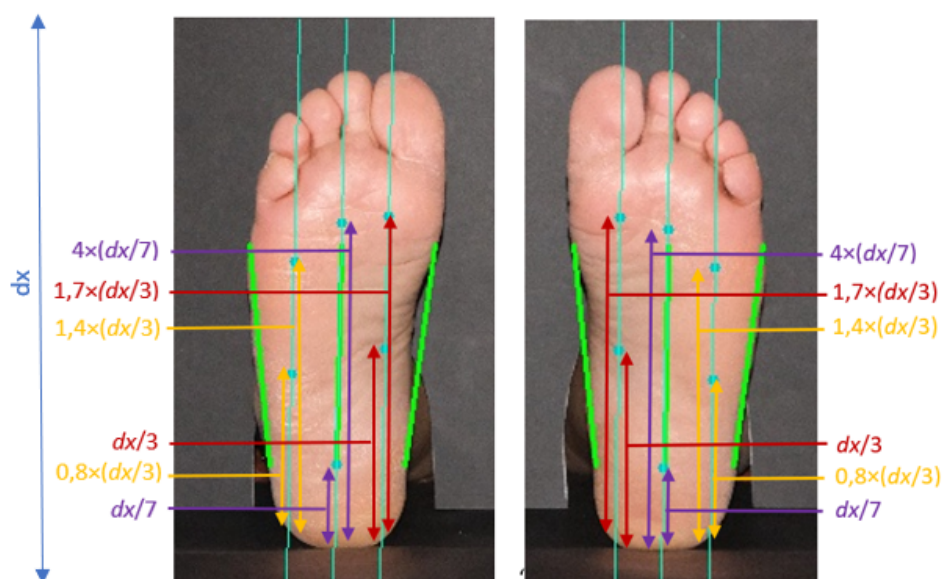 dx
4×(dx/7)
1,7×(dx/3)
1,4×(dx/3)
dx/3
0,8×(dx/3)
dx/7
4×(dx/7)
1,7×(dx/3)
1,4×(dx/3)
dx/3
0,8×(dx/3)
dx/7